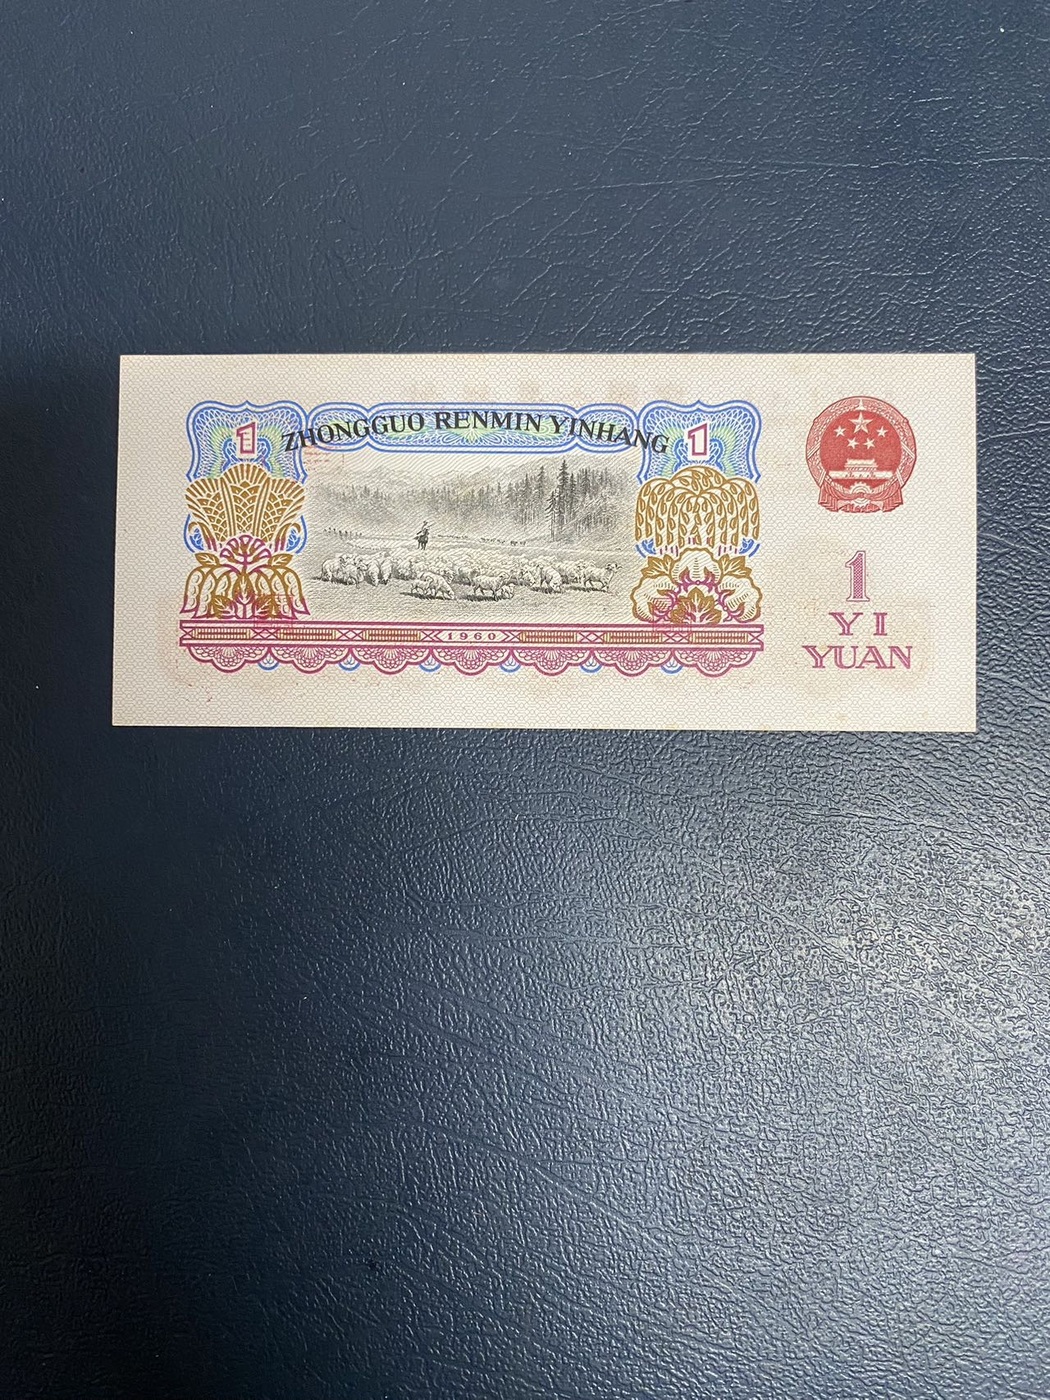 1 ZHONGGUO RENMIN YINHANG 1
1
YI
YUAN
1960